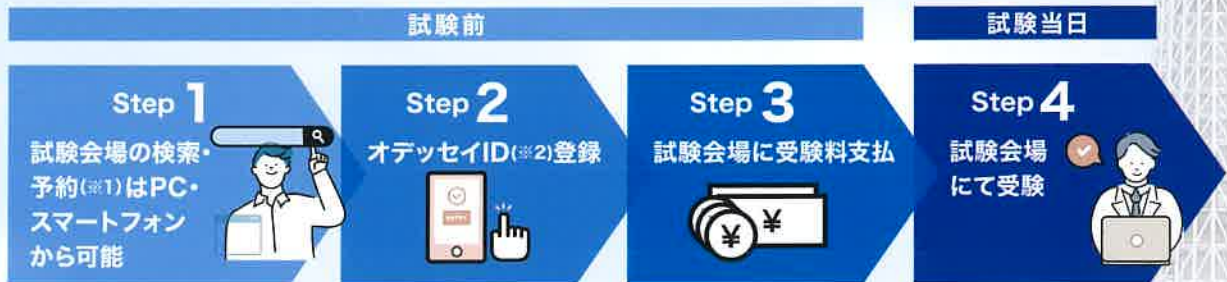 試験前
試験当日
Step 1
試験会場の検索・
予約(※1)はPC・
スマートフォン
から可能
Step 2
オデッセイID(※2)登録
Step 3
試験会場に受験料支払
¥
¥
Step 4
試験会場
にて受験